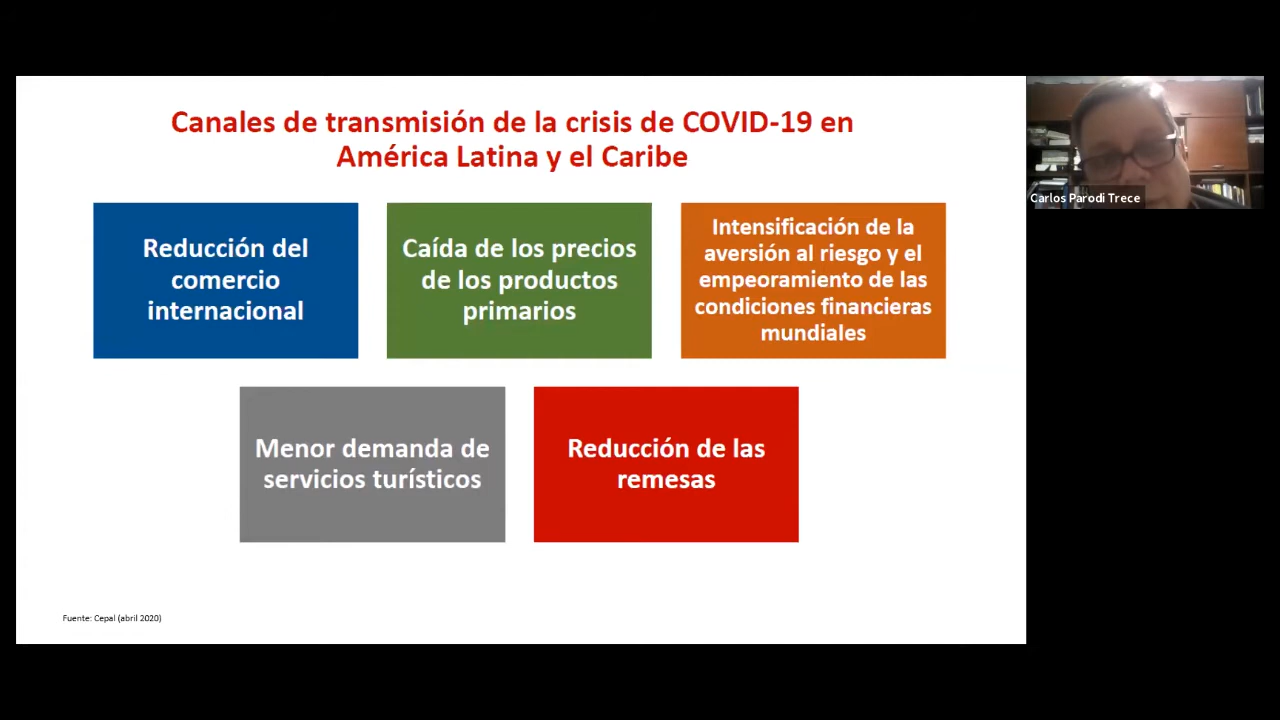 Canales de transmisión de la crisis de COVID-19 en
América Latina y el Caribe
Reducción del
comercio
internacional
Caída de los precios
de los productos
primarios
Intensificación de la
aversión al riesgo y el
empeoramiento de las
condiciones financieras
mundiales
Menor demanda de
servicios turísticos
Reducción de las
remesas
Fuente: Cepal (abril 2020)
Carlos Parodi Trece